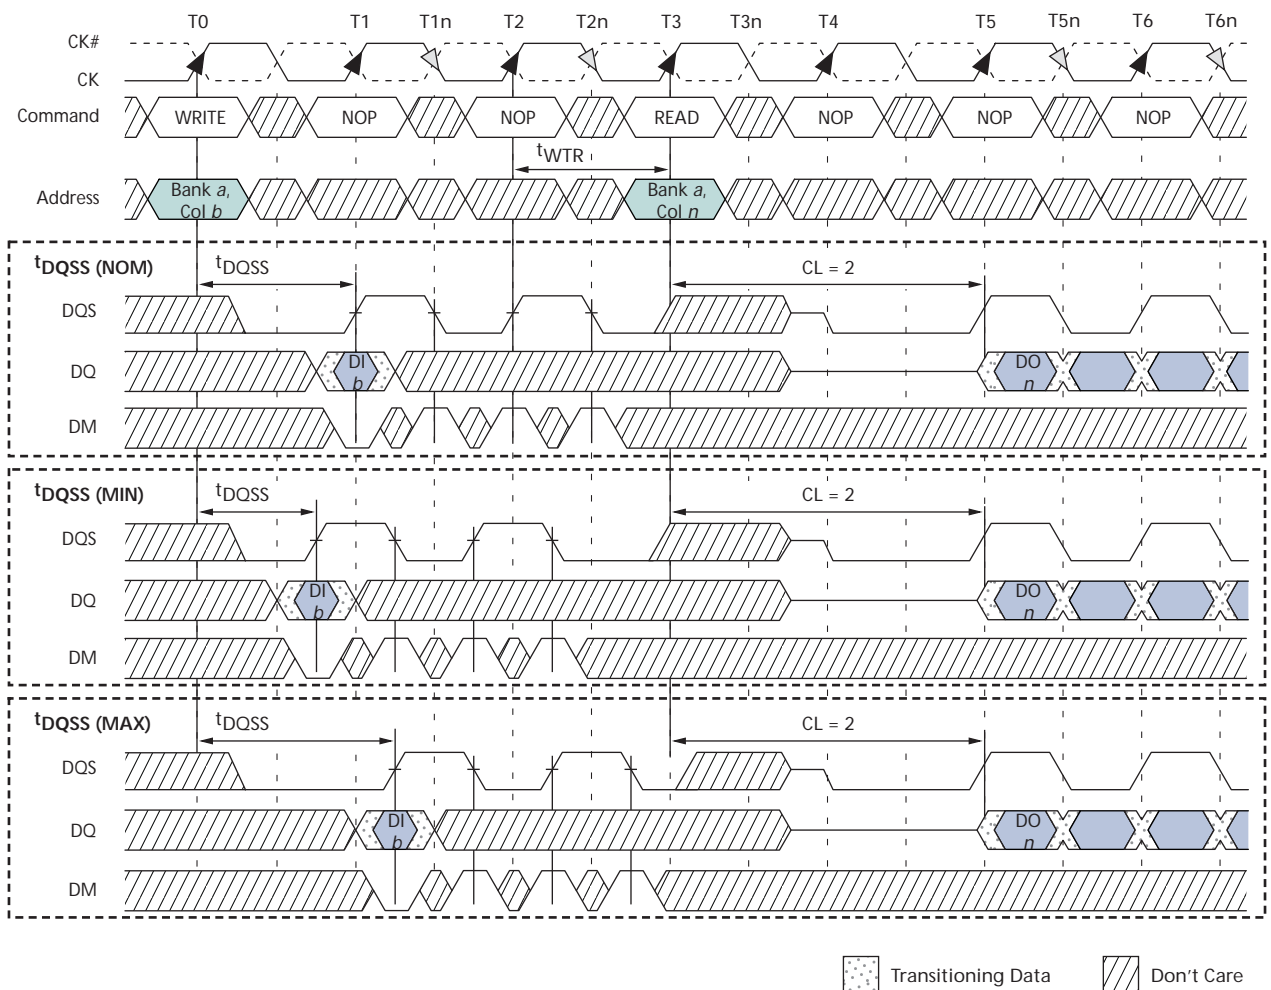 T0 T1 T1n T2 T2n T3 T3n T4 T5 T5n T6 T6n
CK#
CK
Command WRITE NOP NOP READ NOP NOP NOP
tWTR
Address Bank a, Col b Bank a, Col n
tDQSS (NOM) tDQSS CL = 2
DQS
DQ DI b DO n
DM
tDQSS (MIN) tDQSS CL = 2
DQS
DQ DI b DO n
DM
tDQSS (MAX) tDQSS CL = 2
DQS
DQ DI b DO n
DM
Transitioning Data Don't Care